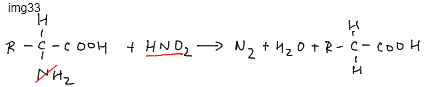 img33
H H
R - C - COOH + HNO2 → N2 + H2O + R - C - COOH
NH2 H